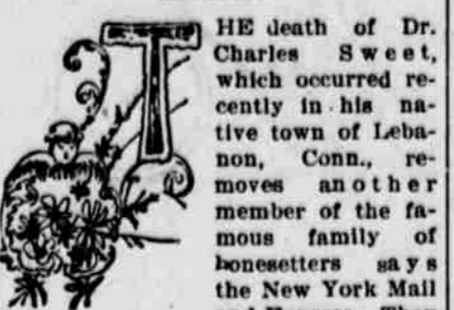 THE death of Dr.
Charles Sweet,
which occurred re-
cently in his na-
tive town of Leba-
non, Conn., re-
moves another
member of the fa-
mous family of
bonesetters says
the New York Mail